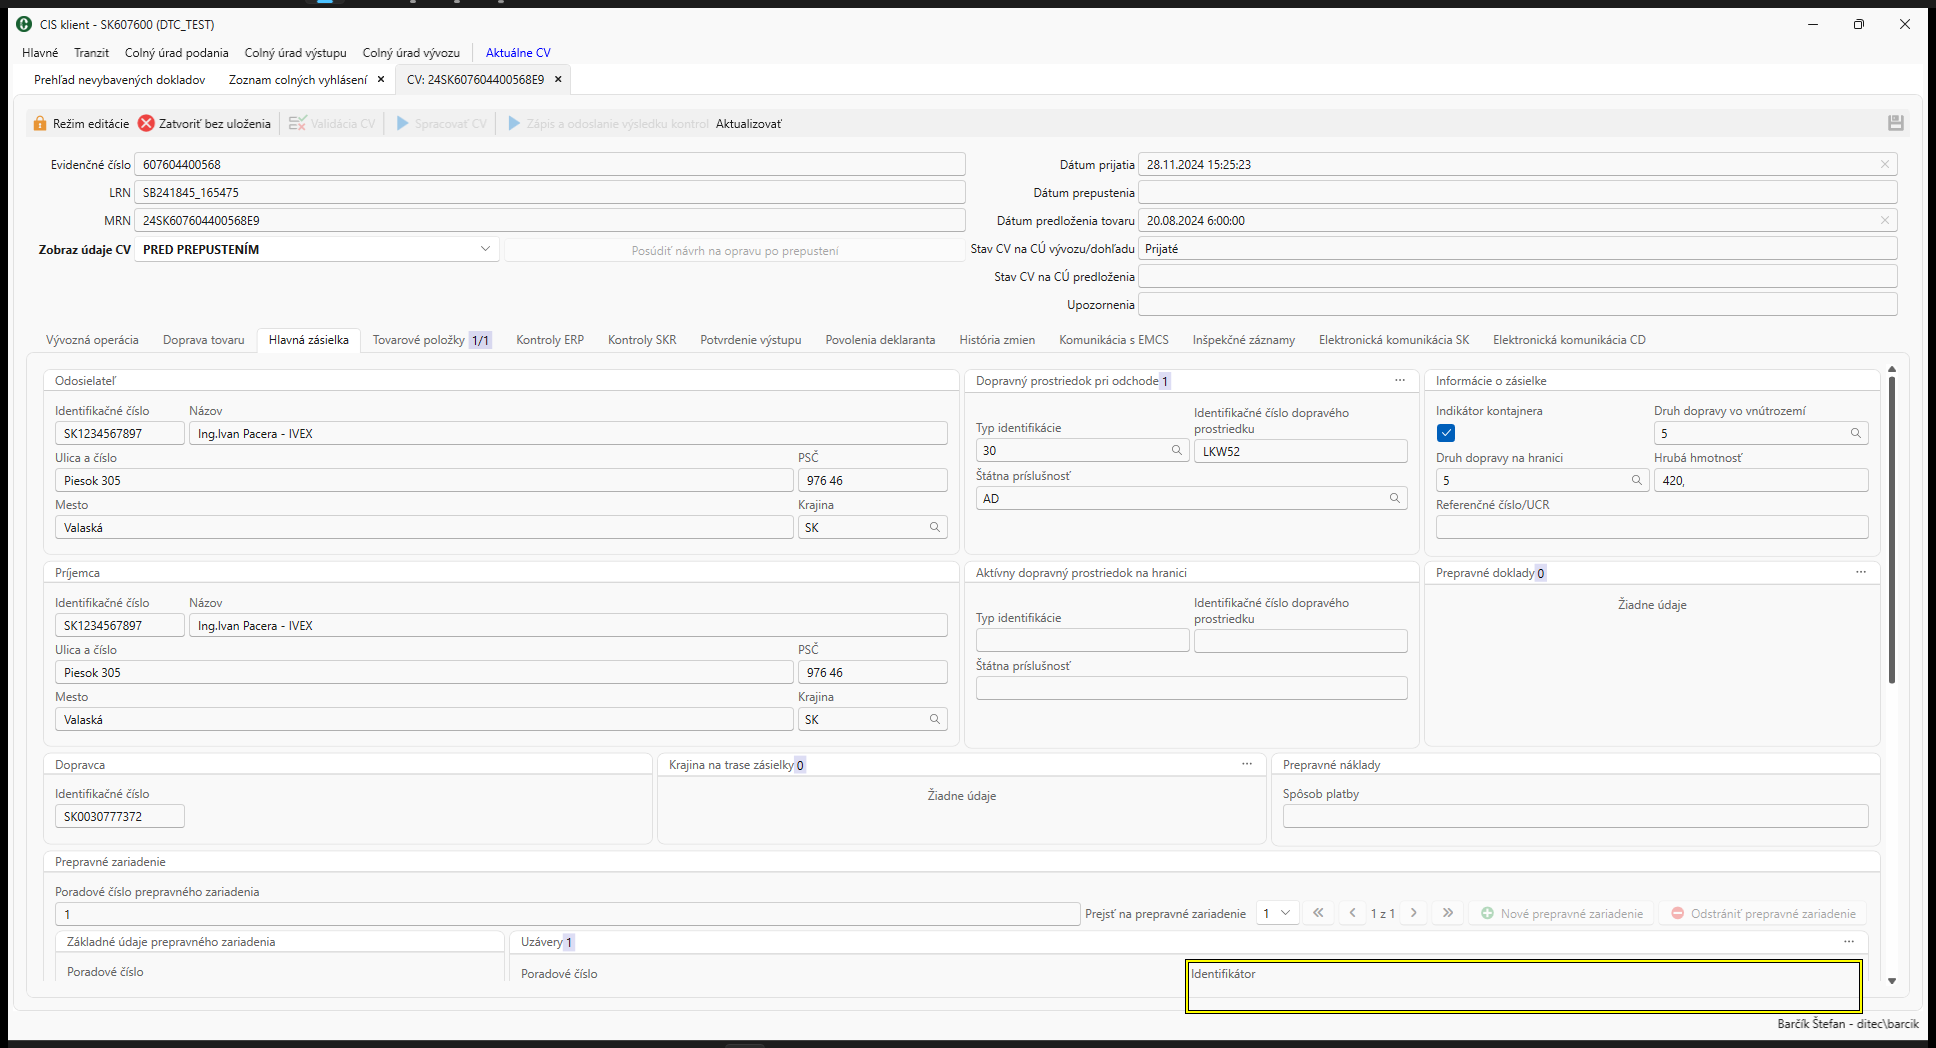 CIS klient - SK607600 (DTC_TEST)
Hlavné Tranzit Colný úrad podania Colný úrad výstupu Colný úrad vývozu Aktuálne CV
Prehľad nevybavených dokladov Zoznam colných vyhlásení CV: 24SK607604400568E9
Režim editácie Zatvoriť bez uloženia Validácia CV Spracovať CV Zápis a odoslanie výsledku kontrol Aktualizovať
Evidenčné číslo 607604400568 Dátum prijatia 28.11.2024 15:25:23
LRN SB241845_165475 Dátum prepustenia
MRN 24SK607604400568E9 Dátum predloženia tovaru 20.08.2024 6:00:00
Zobraz údaje CV PRED PREPUSTENÍM Posúdiť návrh na opravu po prepustení Stav CV na CÚ vývozu/dohľadu Prijaté
Stav CV na CÚ predloženia
Upozornenia
Vývozná operácia Doprava tovaru Hlavná zásielka Tovarové položky 1/1 Kontroly ERP Kontroly SKR Potvrdenie výstupu Povolenia deklaranta História zmien Komunikácia s EMCS Inšpekčné záznamy Elektronická komunikácia SK Elektronická komunikácia CD
Odosielateľ
Identifikačné číslo Názov
SK1234567897 Ing.Ivan Pacera - IVEX
Ulica a číslo PSČ
Piesok 305 976 46
Mesto Krajina
Valaská SK
Dopravný prostriedok pri odchode 1 ...
Typ identifikácie Identifikačné číslo dopravého
prostriedku
30 LKW52
Štátna príslušnosť
AD
Informácie o zásielke
Indikátor kontajnera Druh dopravy vo vnútrozemí
5
Druh dopravy na hranici Hrubá hmotnosť
5 420,
Referenčné číslo/UCR
Príjemca
Identifikačné číslo Názov
SK1234567897 Ing.Ivan Pacera - IVEX
Ulica a číslo PSČ
Piesok 305 976 46
Mesto Krajina
Valaská SK
Aktívny dopravný prostriedok na hranici
Typ identifikácie Identifikačné číslo dopravého
prostriedku
Štátna príslušnosť
Prepravné doklady 0 ...
Žiadne údaje
Dopravca
Identifikačné číslo
SK0030777372
Krajina na trase zásielky 0 ...
Žiadne údaje
Prepravné náklady
Spôsob platby
Prepravné zariadenie
Poradové číslo prepravného zariadenia
1 Prejsť na prepravné zariadenie 1 1 z 1 Nové prepravné zariadenie Odstrániť prepravné zariadenie
Základné údaje prepravného zariadenia Uzávery 1 ...
Poradové číslo Poradové číslo Identifikátor
Barčík Štefan - ditec\barcik